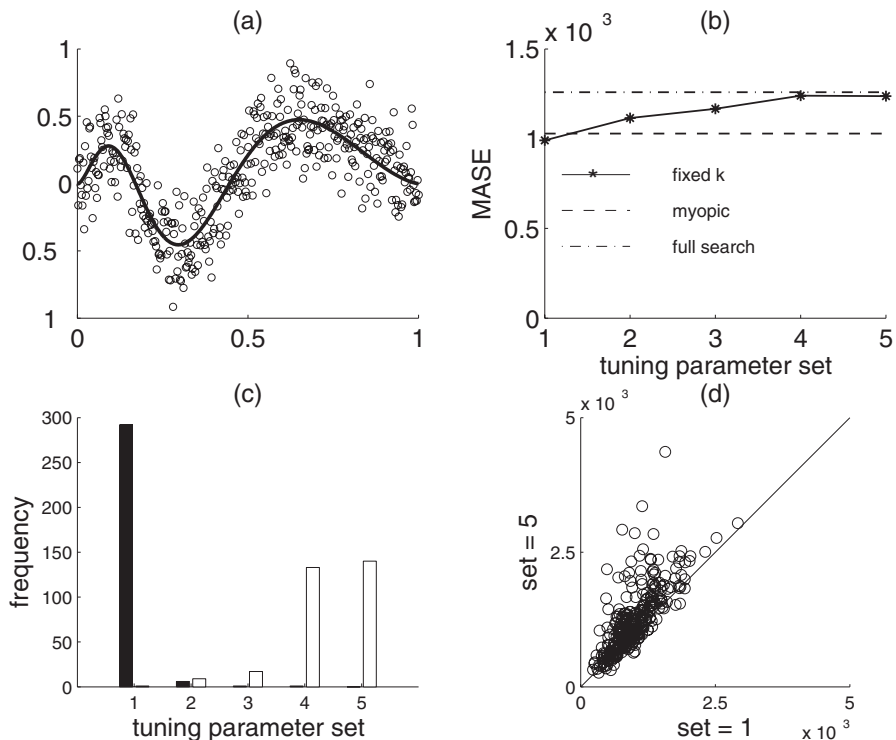 (a)
1
0.5
0
0.5
1
0
0.5
1
(b)
x 10 3
1.5
1
0.5
0
MASE
fixed k
myopic
full search
1
2
3
4
5
tuning parameter set
(c)
300
250
200
150
100
50
0
frequency
1
2
3
4
5
tuning parameter set
(d)
x 10 3
5
2.5
0
set = 5
0
2.5
5
set = 1
x 10 3